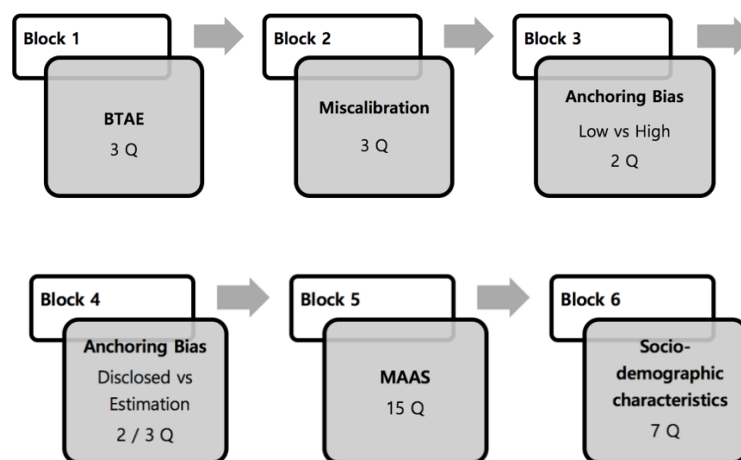 Block 1
BTAE
3 Q
Block 2
Miscalibration
3 Q
Block 3
Anchoring Bias
Low vs High
2 Q
Block 4
Anchoring Bias
Disclosed vs
Estimation
2 / 3 Q
Block 5
MAAS
15 Q
Block 6
Socio-
demographic
characteristics
7 Q